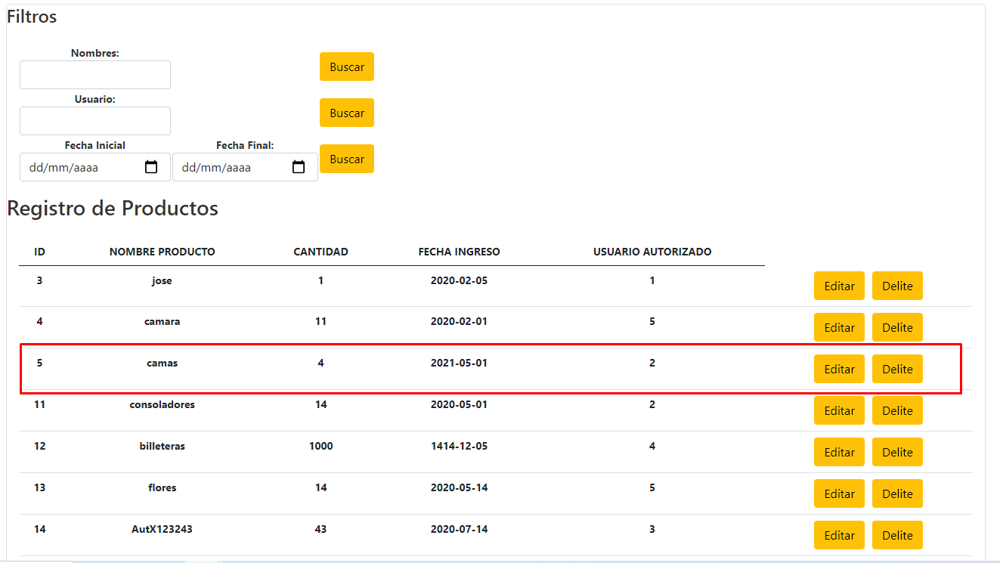 Filtros
Nombres:
Buscar
Usuario:
Buscar
Fecha Inicial Fecha Final:
dd/mm/aaaa dd/mm/aaaa Buscar
Registro de Productos
ID NOMBRE PRODUCTO CANTIDAD FECHA INGRESO USUARIO AUTORIZADO
3 jose 1 2020-02-05 1 Editar Delite
4 camara 11 2020-02-01 5 Editar Delite
5 camas 4 2021-05-01 2 Editar Delite
11 consoladores 14 2020-05-01 2 Editar Delite
12 billeteras 1000 1414-12-05 4 Editar Delite
13 flores 14 2020-05-14 5 Editar Delite
14 AutX123243 43 2020-07-14 3 Editar Delite